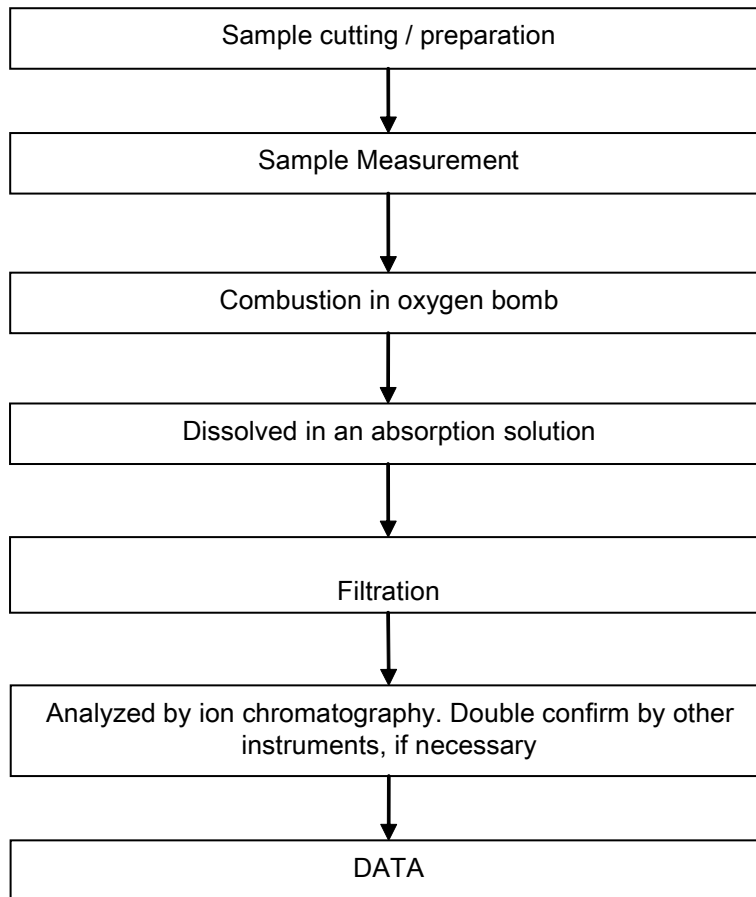 Sample cutting / preparation
Sample Measurement
Combustion in oxygen bomb
Dissolved in an absorption solution
Filtration
Analyzed by ion chromatography. Double confirm by other
instruments, if necessary
DATA